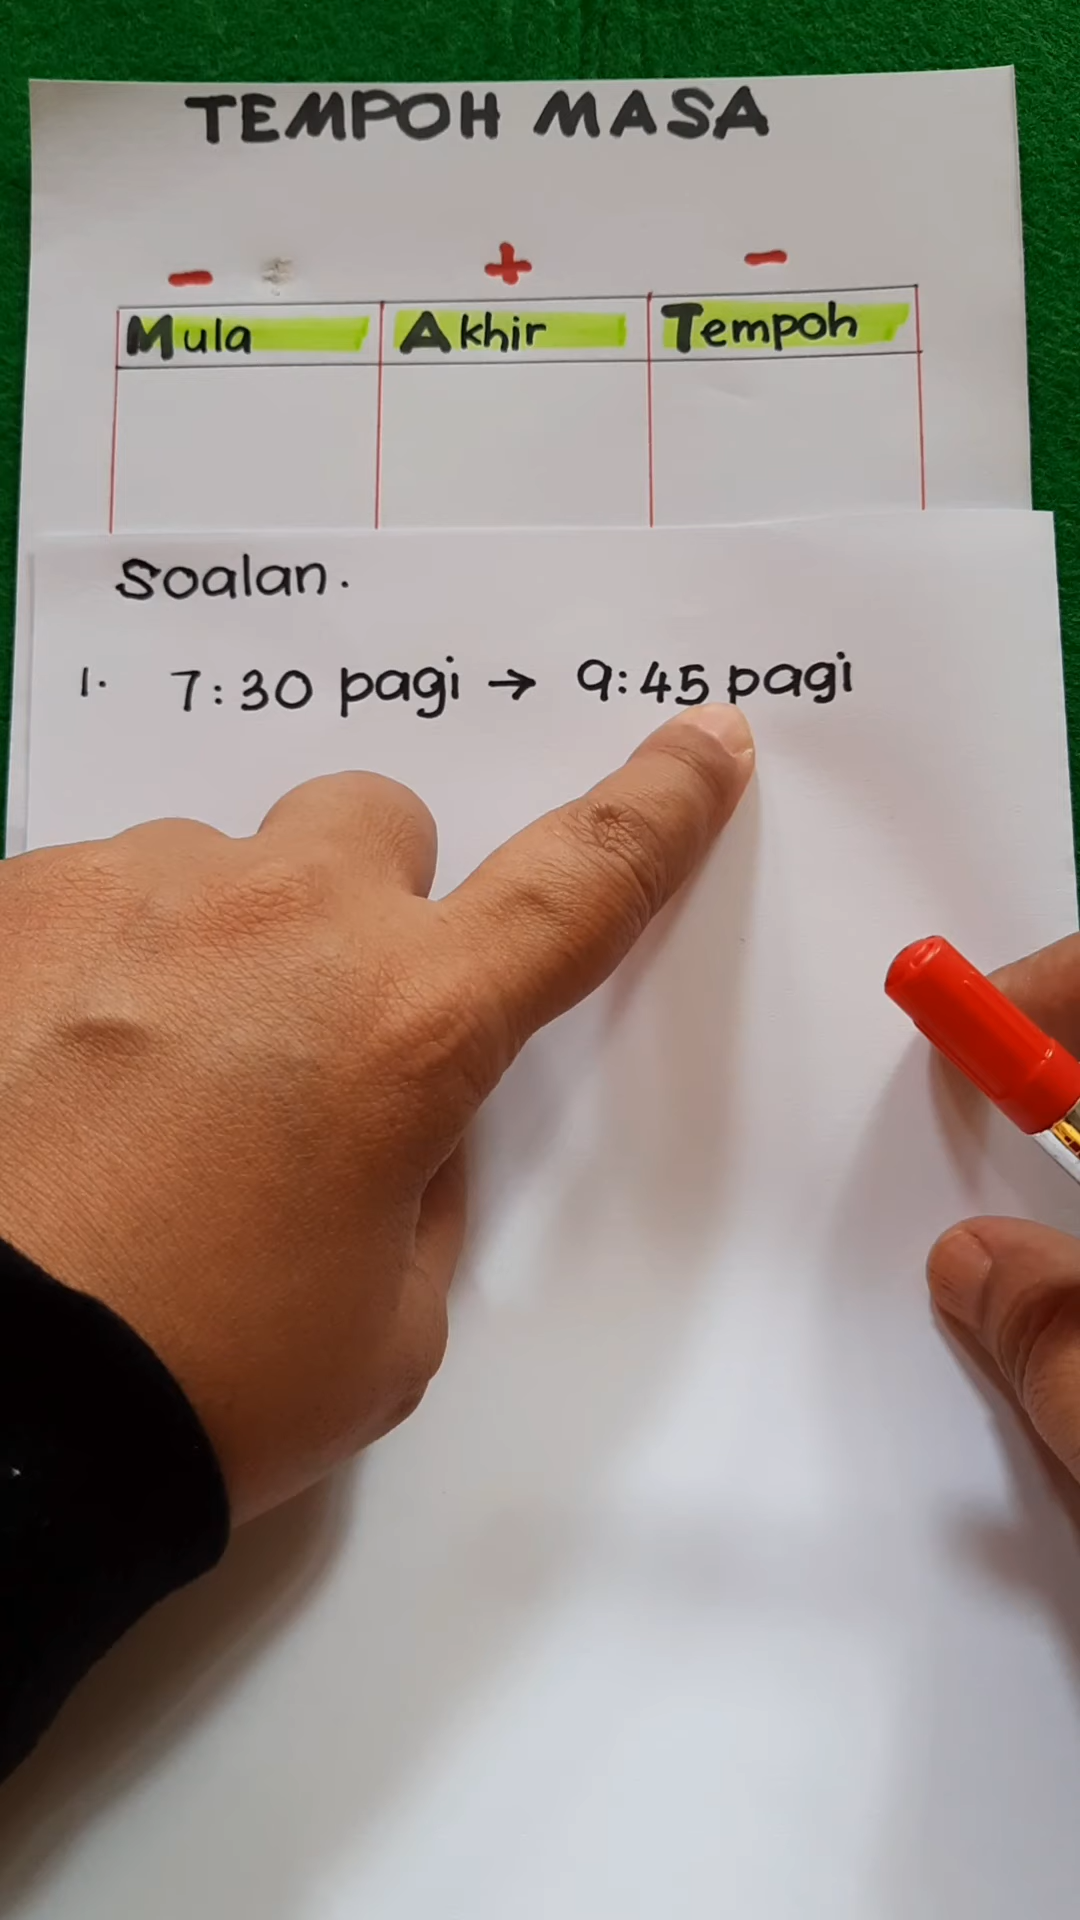 TEMPOH MASA
- + -
Mula Akhir Tempoh
Soalan.
1. 7:30 pagi → 9:45 pagi